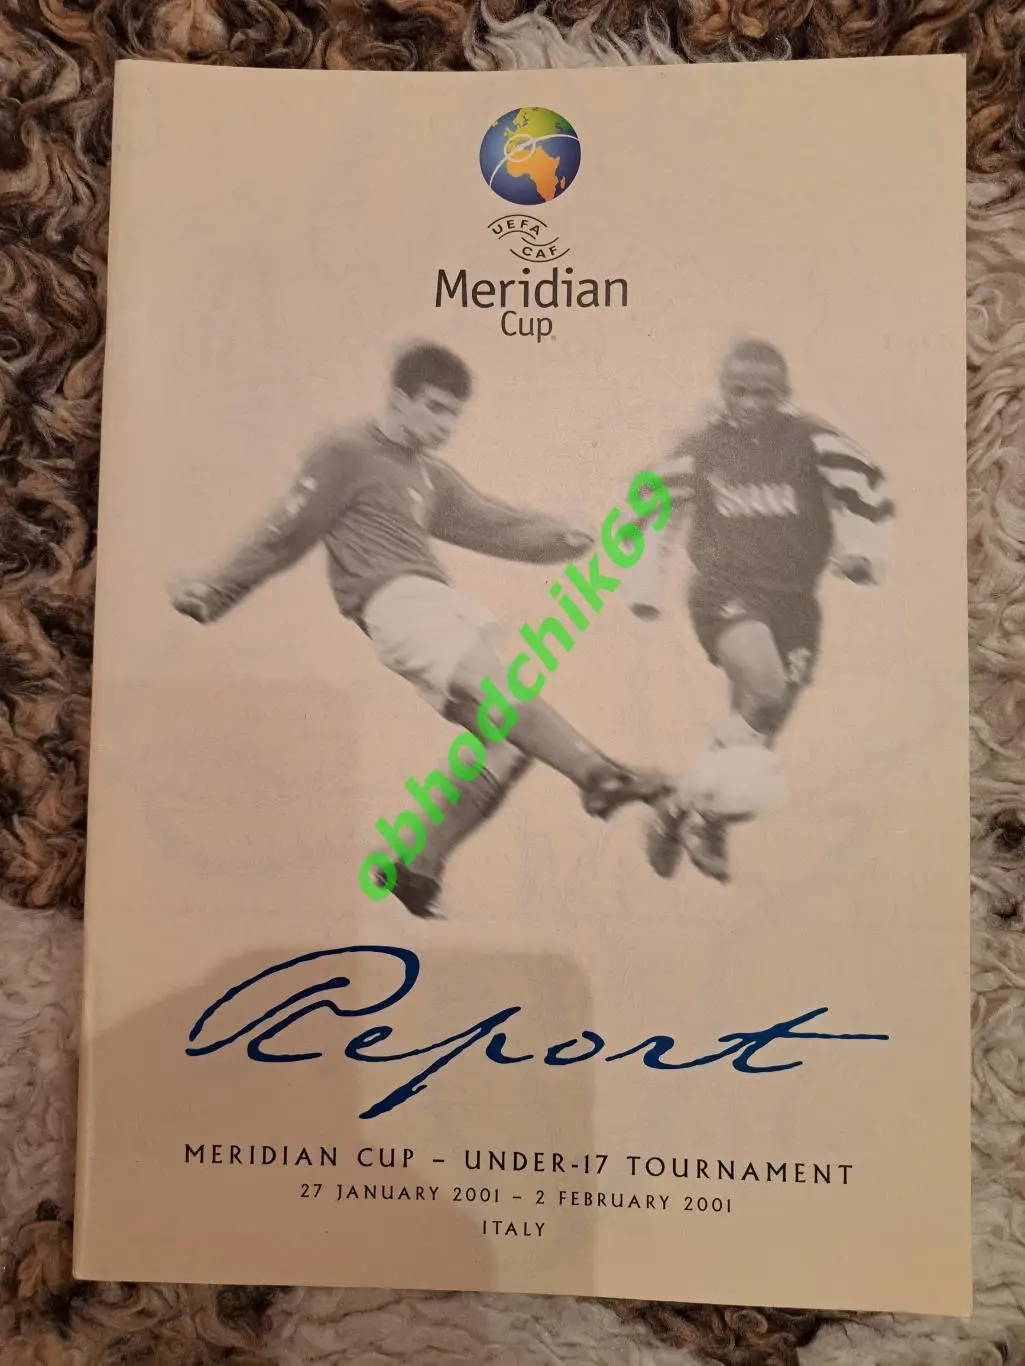 UEFA
CAF
Meridian
Cup
obhodchik69
Report
MERIDIAN CUP – UNDER-17 TOURNAMENT
27 JANUARY 2001 – 2 FEBRUARY 2001
ITALY